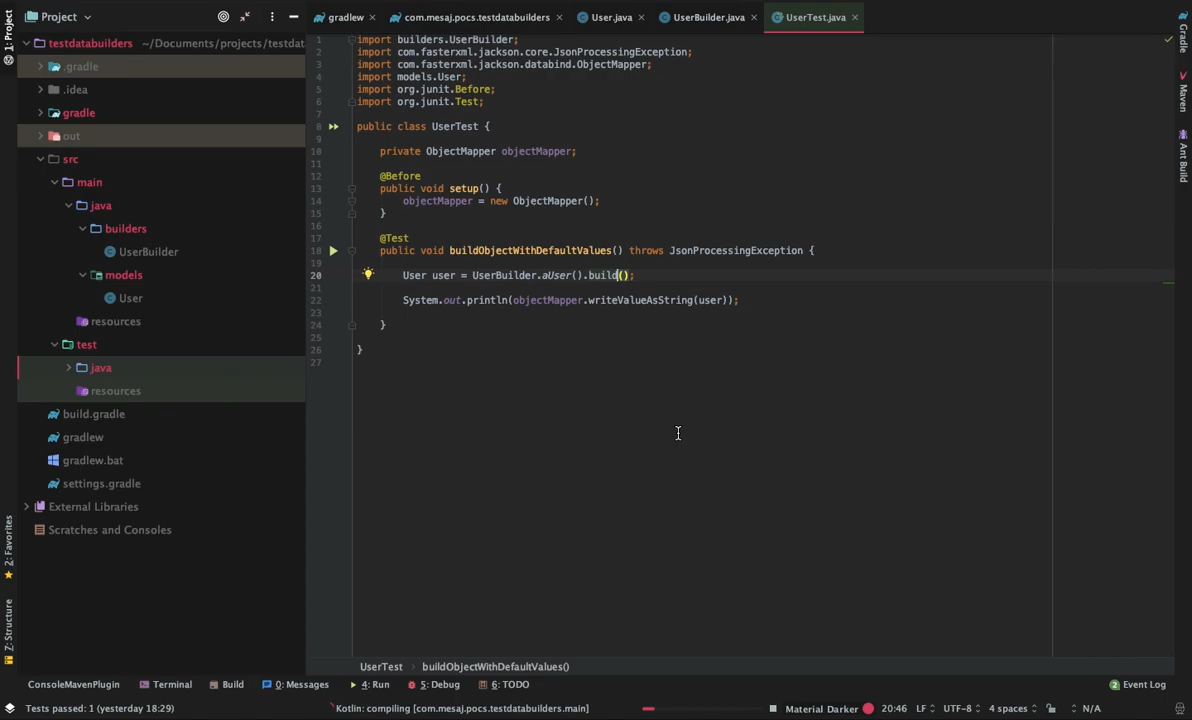 Project
gradlew
com.mesaj.pocs.testdatabuilders
User.java
UserBuilder.java
UserTest.java
1: Project
testdatabuilders ~/Documents/projects/testdat
.gradle
.idea
gradle
out
src
main
java
builders
UserBuilder
models
User
resources
test
java
resources
build.gradle
gradlew
gradlew.bat
settings.gradle
External Libraries
Scratches and Consoles
2: Favorites
7: Structure
1 import builders.UserBuilder;
2 import com.fasterxml.jackson.core.JsonProcessingException;
3 import com.fasterxml.jackson.databind.ObjectMapper;
4 import models.User;
5 import org.junit.Before;
6 import org.junit.Test;
7
8 public class UserTest {
9
10 private ObjectMapper objectMapper;
11
12 @Before
13 public void setup() {
14 objectMapper = new ObjectMapper();
15 }
16
17 @Test
18 public void buildObjectWithDefaultValues() throws JsonProcessingException {
19
20 User user = UserBuilder.aUser().build();
21
22 System.out.println(objectMapper.writeValueAsString(user));
23
24 }
25
26 }
27
Gradle
Maven
Ant Build
UserTest › buildObjectWithDefaultValues()
ConsoleMavenPlugin Terminal Build 0: Messages 4: Run 5: Debug 6: TODO 2 Event Log
Tests passed: 1 (yesterday 18:29) Kotlin: compiling [com.mesaj.pocs.testdatabuilders.main] Material Darker 20:46 LF UTF-8 4 spaces N/A